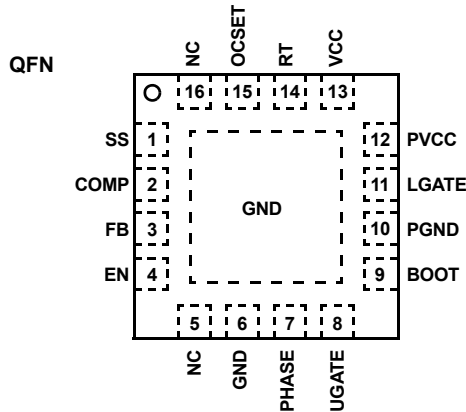 QFN
NC
OCSET
RT
VCC
16 15 14 13
SS 1
COMP 2
FB 3
EN 4
GND
12 PVCC
11 LGATE
10 PGND
9 BOOT
5 6 7 8
NC
GND
PHASE
UGATE